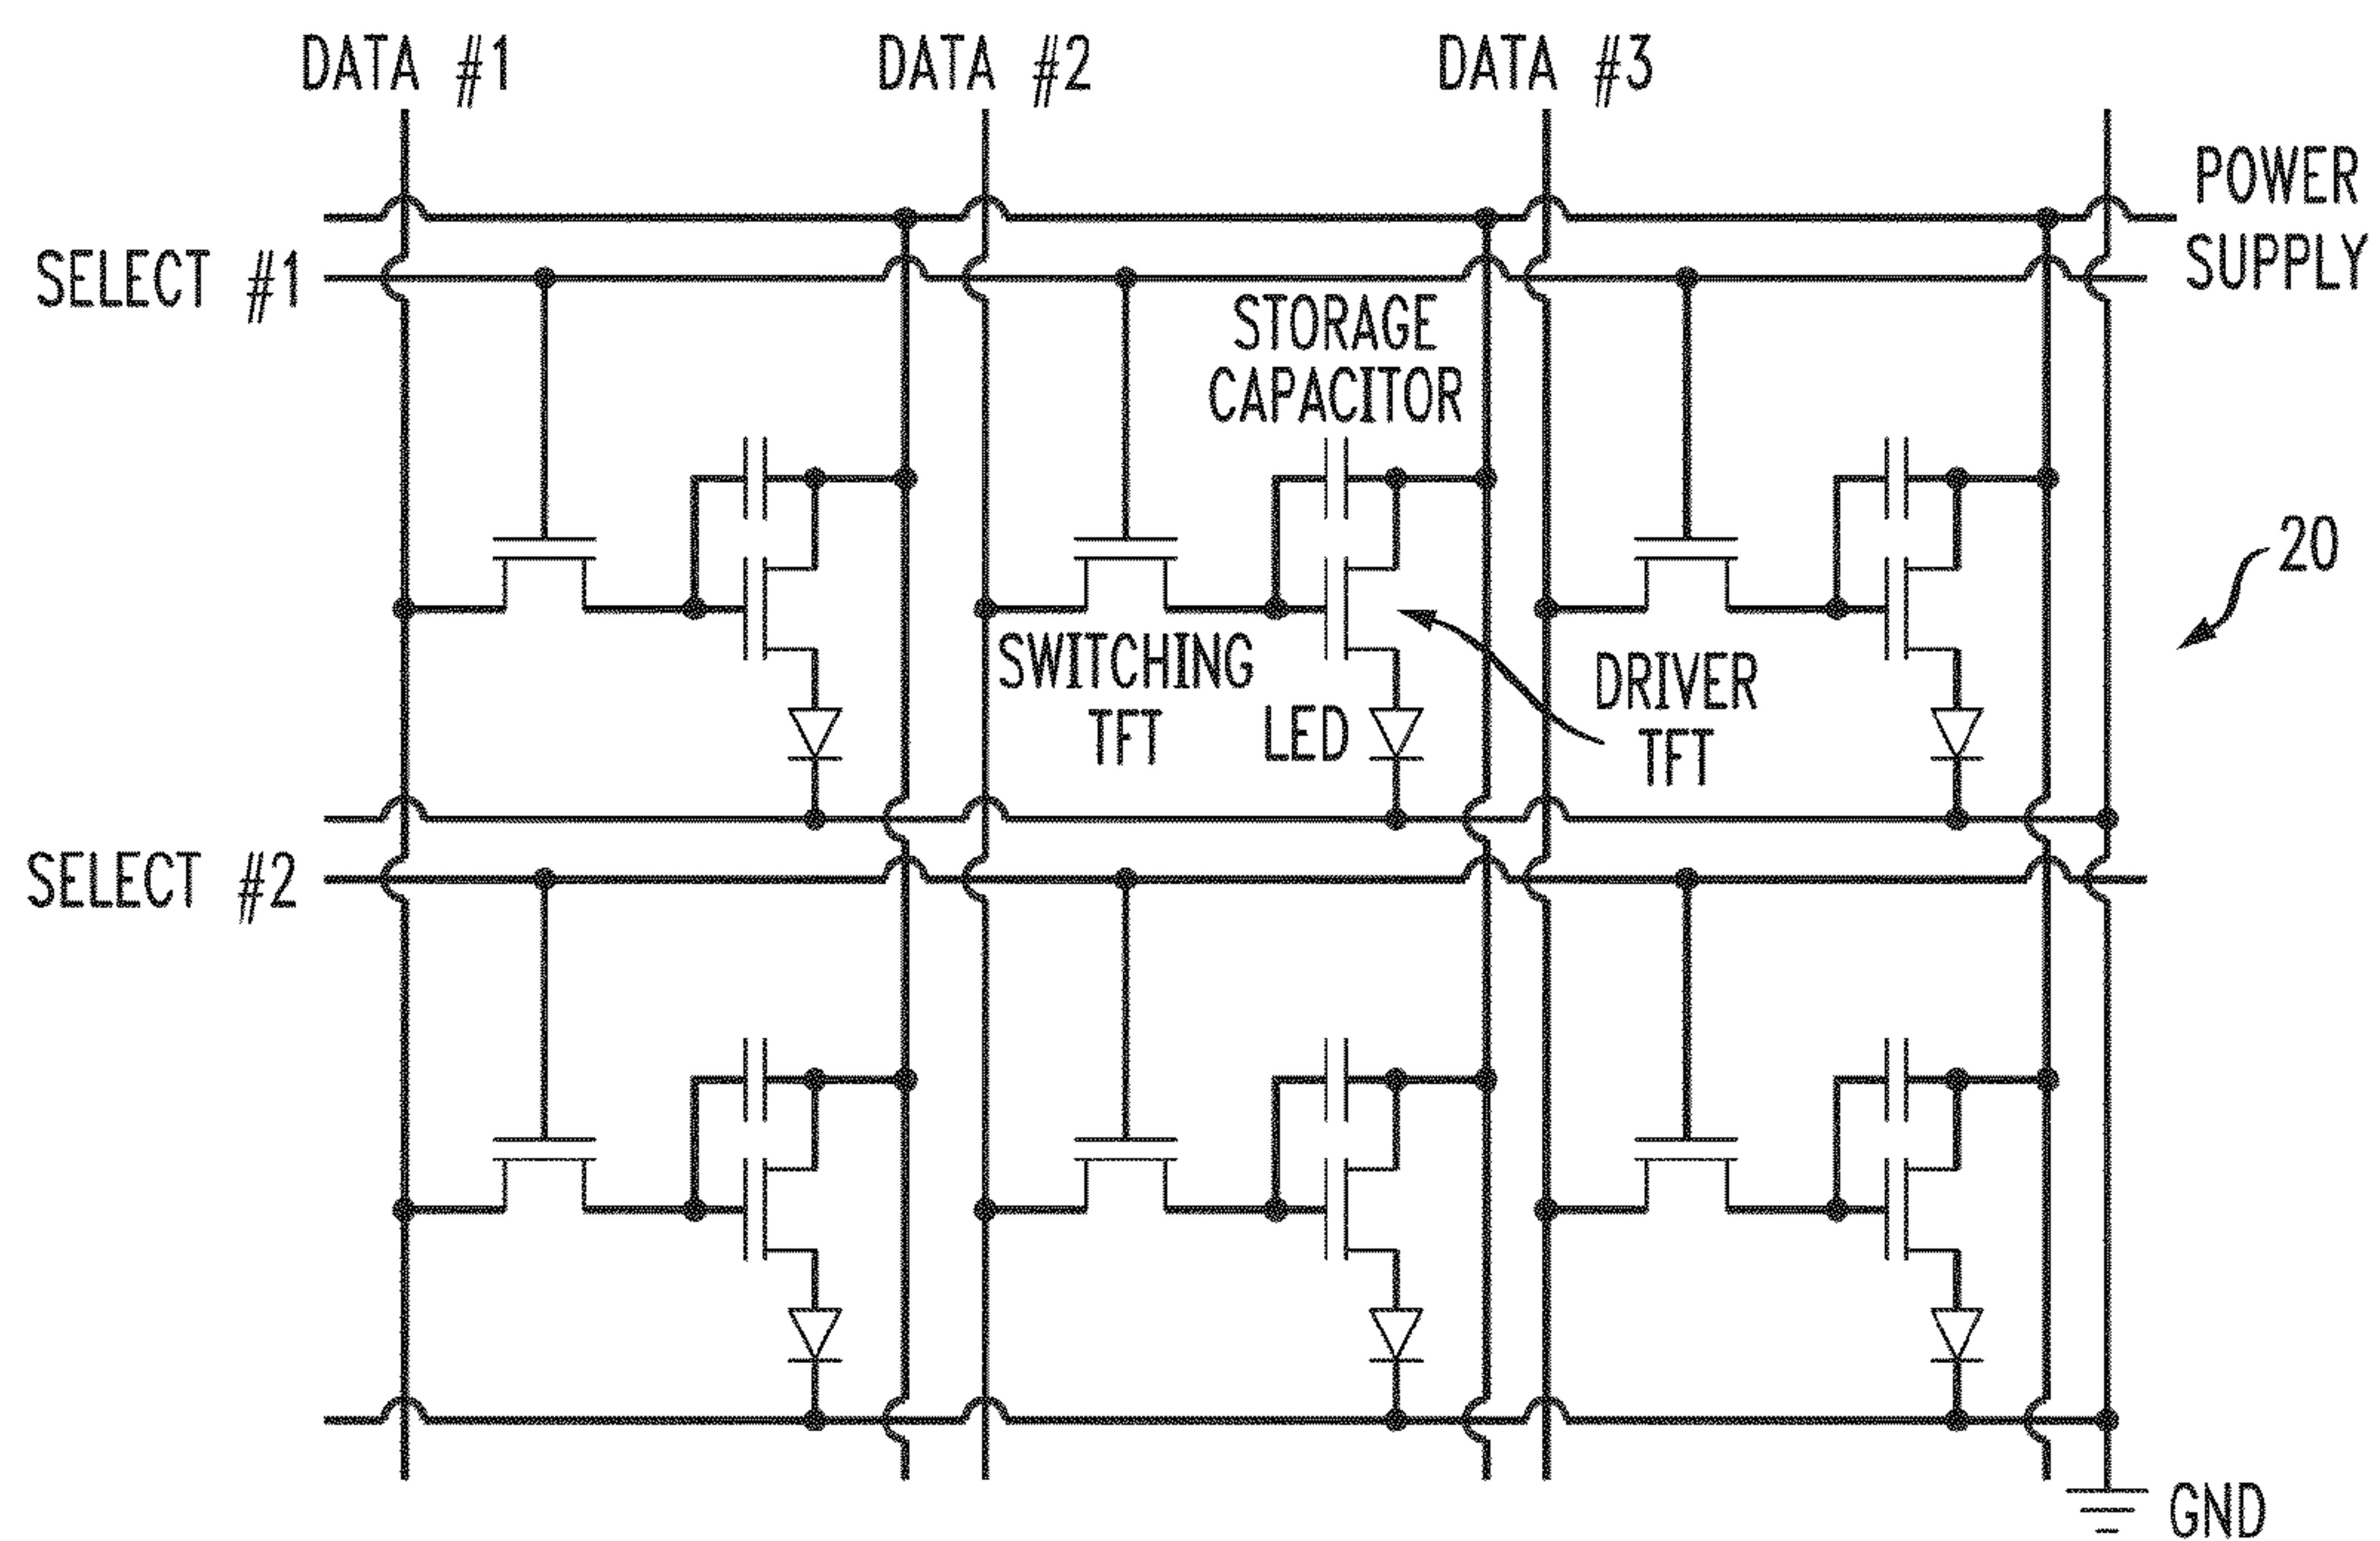 DATA #1
DATA #2
DATA #3
POWER
SUPPLY
SELECT #1
STORAGE
CAPACITOR
20
SWITCHING
TFT
LED
DRIVER
TFT
SELECT #2
GND